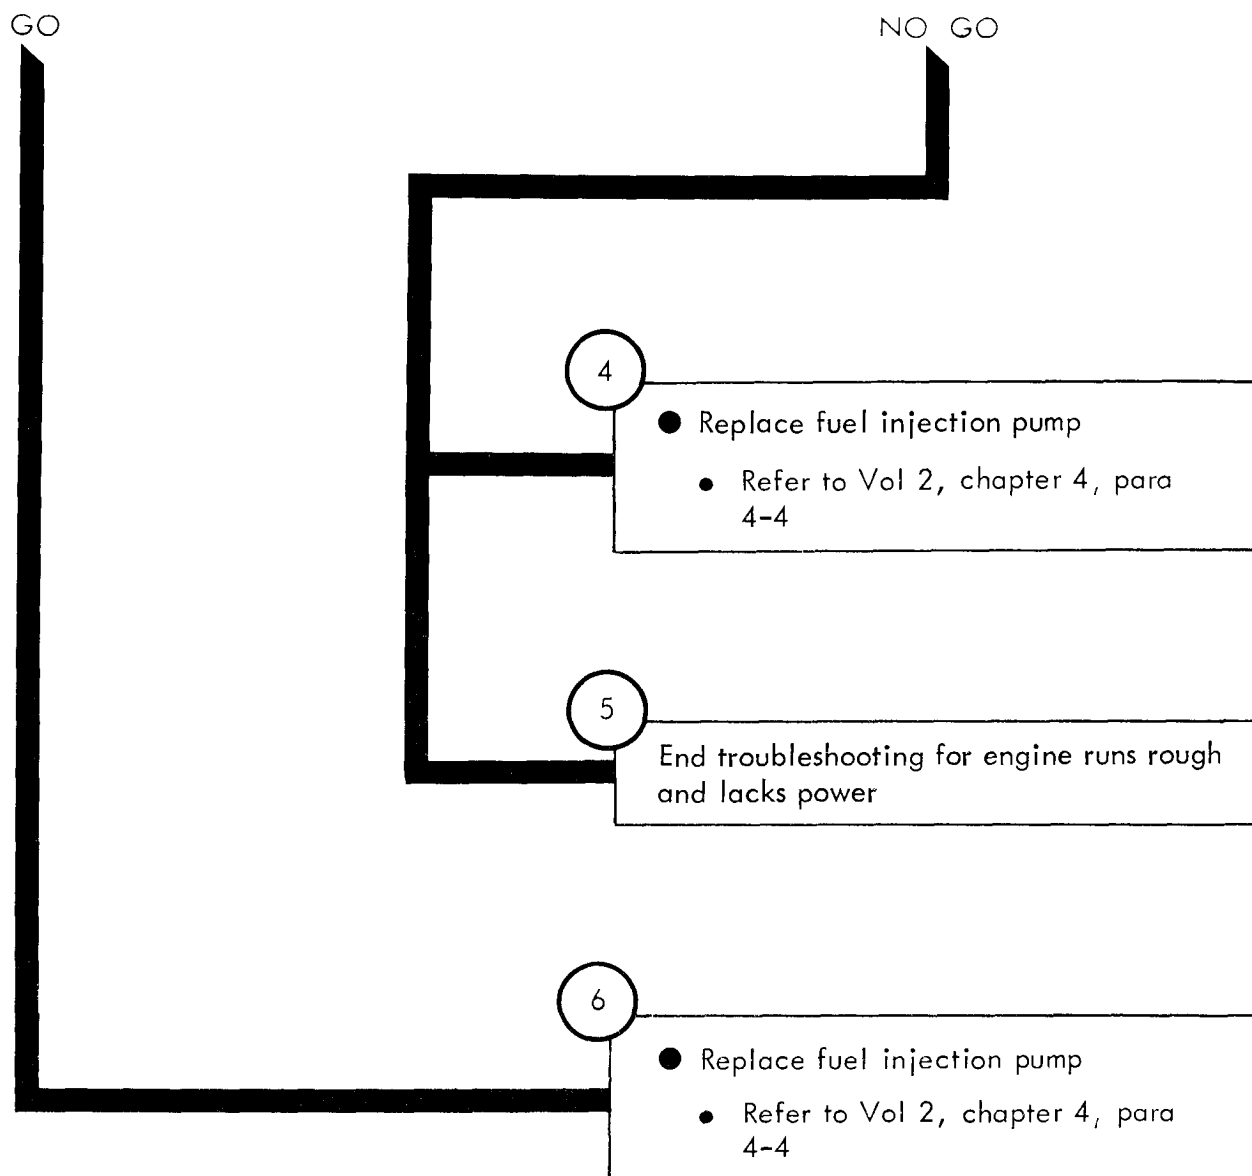 GO
NO GO
4
● Replace fuel injection pump
● Refer to Vol 2, chapter 4, para
4-4
5
End troubleshooting for engine runs rough
and lacks power
6
● Replace fuel injection pump
● Refer to Vol 2, chapter 4, para
4-4